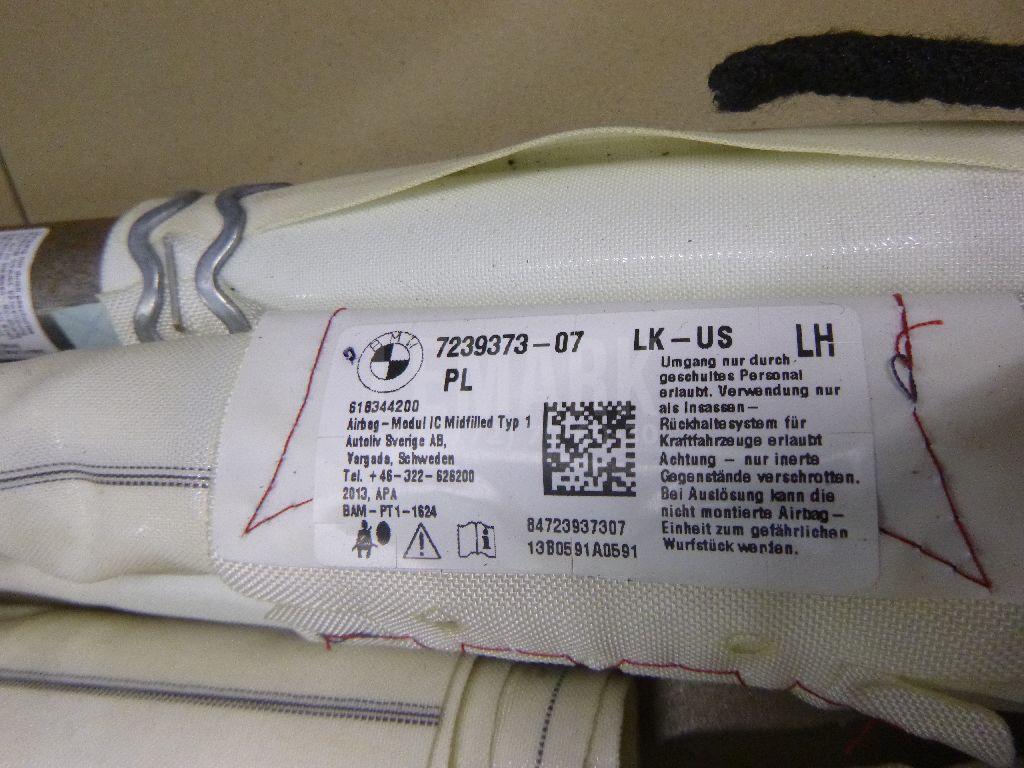 BMW
7239373-07 LK-US LH
PL
618344200
Airbag-Modul IC Midfilled Typ 1
Autoliv Sverige AB,
Vargada, Schweden
Tel. +46-322-626200
2013, APA
BAM-PT1-1624
84723937307
13B0591A0591
Umgang nur durch
geschultes Personal
erlaubt. Verwendung nur
als Insassen-
Rückhaltesystem für
Kraftfahrzeuge erlaubt
Achtung - nur inerte
Gegenstände verschrotten.
Bei Auslösung kann die
nicht montierte Airbag-
Einheit zum gefährlichen
Wurfstück werden.